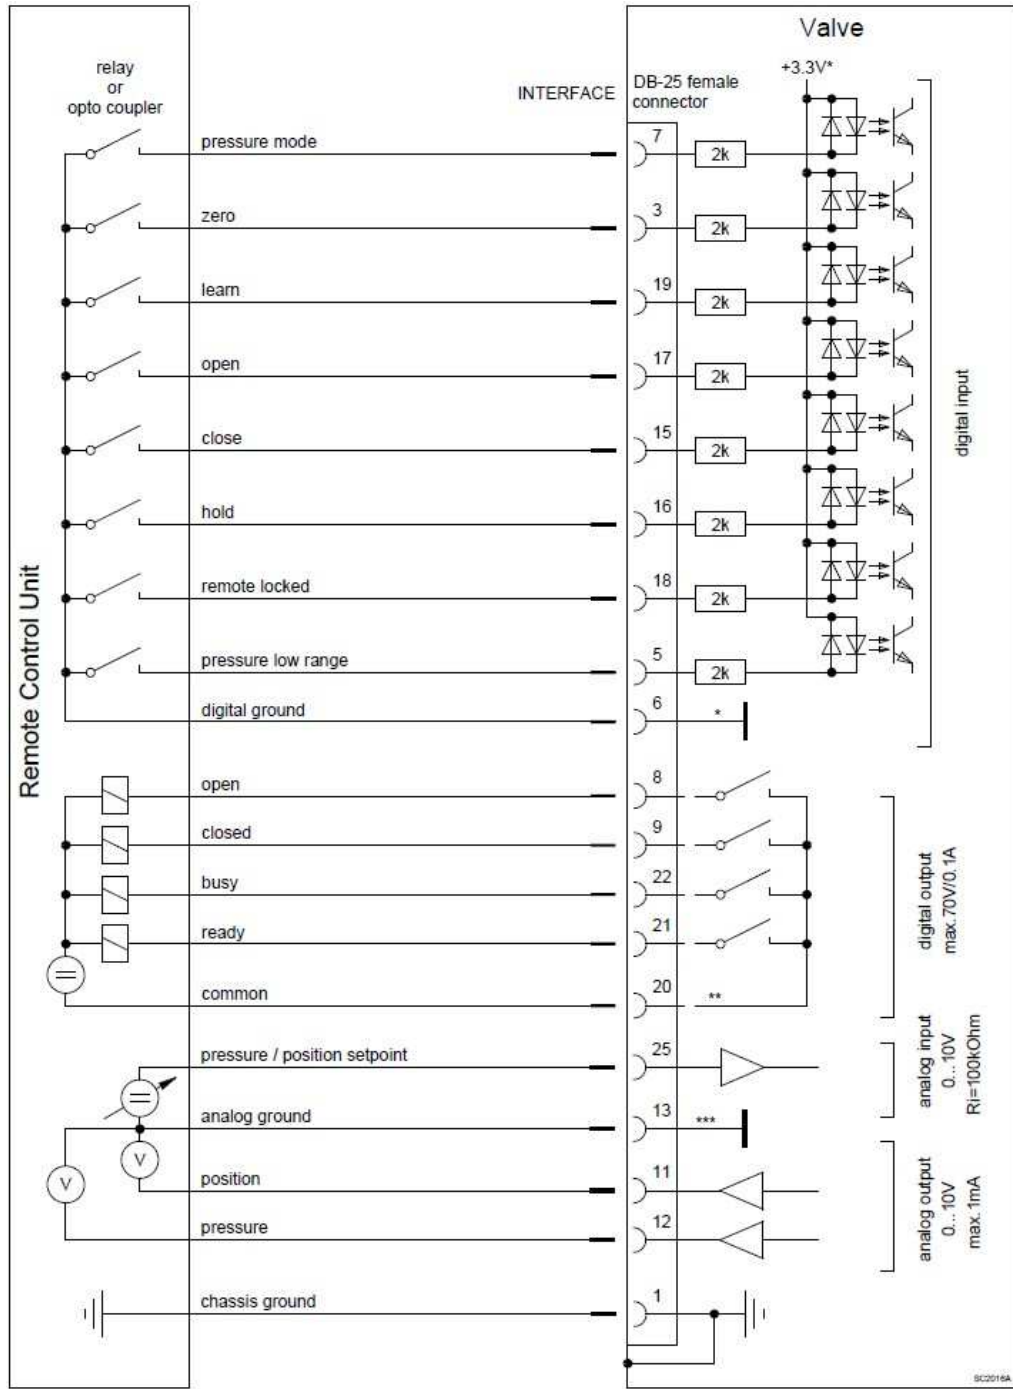 Valve
relay
or
opto coupler
INTERFACE
DB-25 female
connector
+3.3V*
pressure mode
7
2k
zero
3
2k
learn
19
2k
open
17
2k
close
15
2k
hold
16
2k
remote locked
18
2k
pressure low range
5
2k
digital ground
6
*
digital input
Remote Control Unit
open
8
closed
9
busy
22
ready
21
common
20
**
digital output
max.70V/0.1A
pressure / position setpoint
25
analog input
0...10V
Ri=100kOhm
analog ground
13
***
V
position
11
V
pressure
12
analog output
0...10V
max.1mA
chassis ground
1
SC2016A